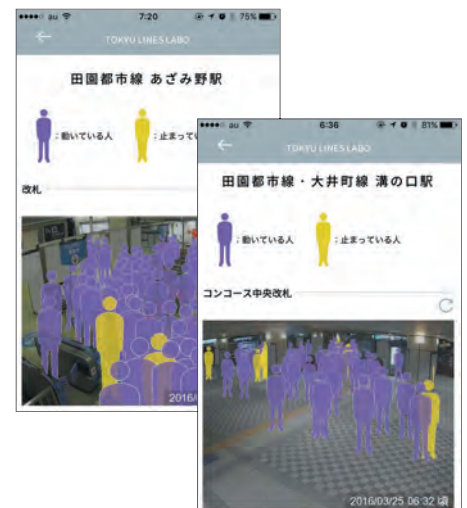 au 7:20 75%
TOKYU LINES LABO
田園都市線 あざみ野駅
：動いている人
：止まってい
改札
2016/
au 6:36 81%
TOKYU LINES LABO
田園都市線・大井町線 溝の口駅
：動いている人
：止まっている人
コンコース中央改札
2016/03/25 06:32 頃